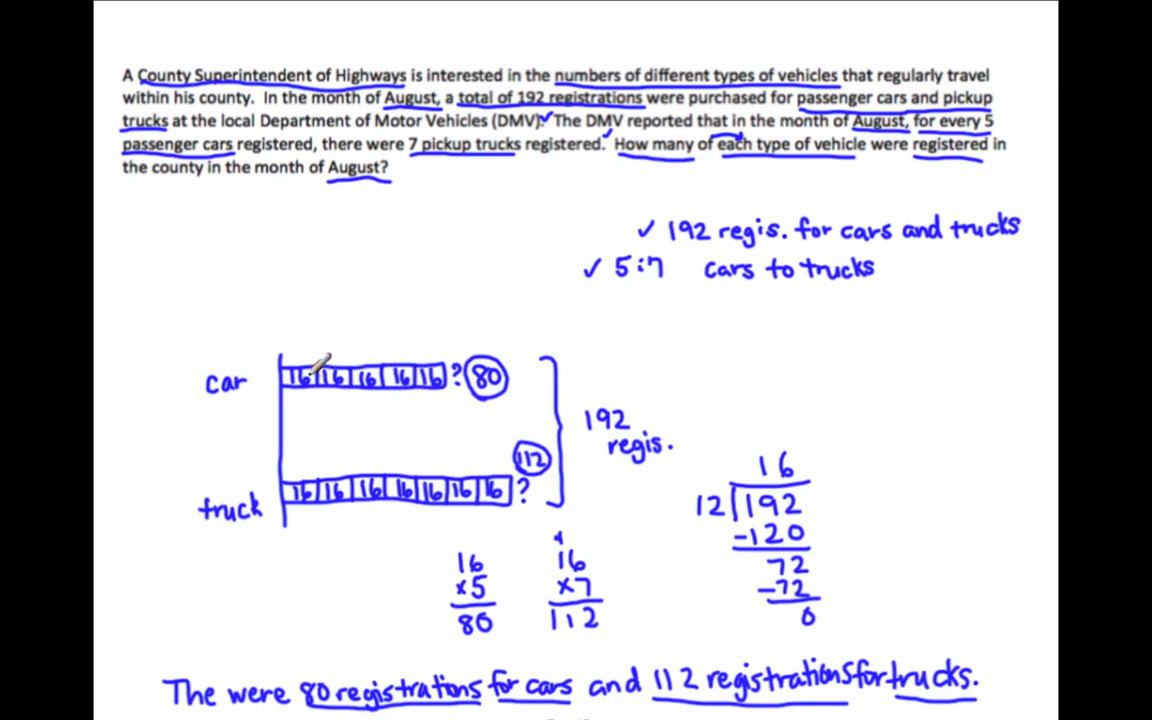 A County Superintendent of Highways is interested in the numbers of different types of vehicles that regularly travel
within his county. In the month of August, a total of 192 registrations were purchased for passenger cars and pickup
trucks at the local Department of Motor Vehicles (DMV). The DMV reported that in the month of August, for every 5
passenger cars registered, there were 7 pickup trucks registered. How many of each type of vehicle were registered in
the county in the month of August?
✓ 192 regis. for cars and trucks
✓ 5:7 cars to trucks
car 16 16 16 16 16 ? 80
192
regis.
112
truck 16 16 16 16 16 16 16 ?
16
x5
80
4
16
x7
112
16
12 192
-120
72
-72
0
The were 80 registrations for cars and 112 registrations for trucks.